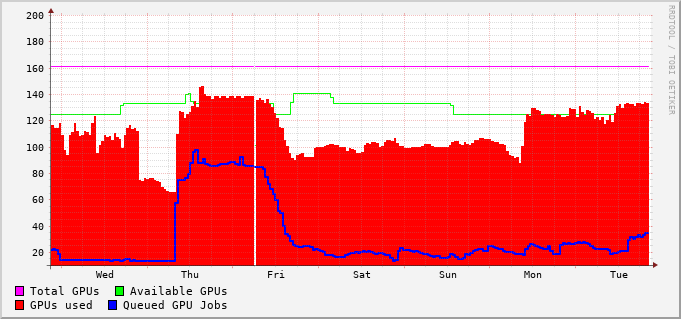 200
180
160
140
120
100
80
60
40
20
Wed Thu Fri Sat Sun Mon Tue
Total GPUs Available GPUs
GPUs used Queued GPU Jobs
RRDTOOL / TOBI OETIKER